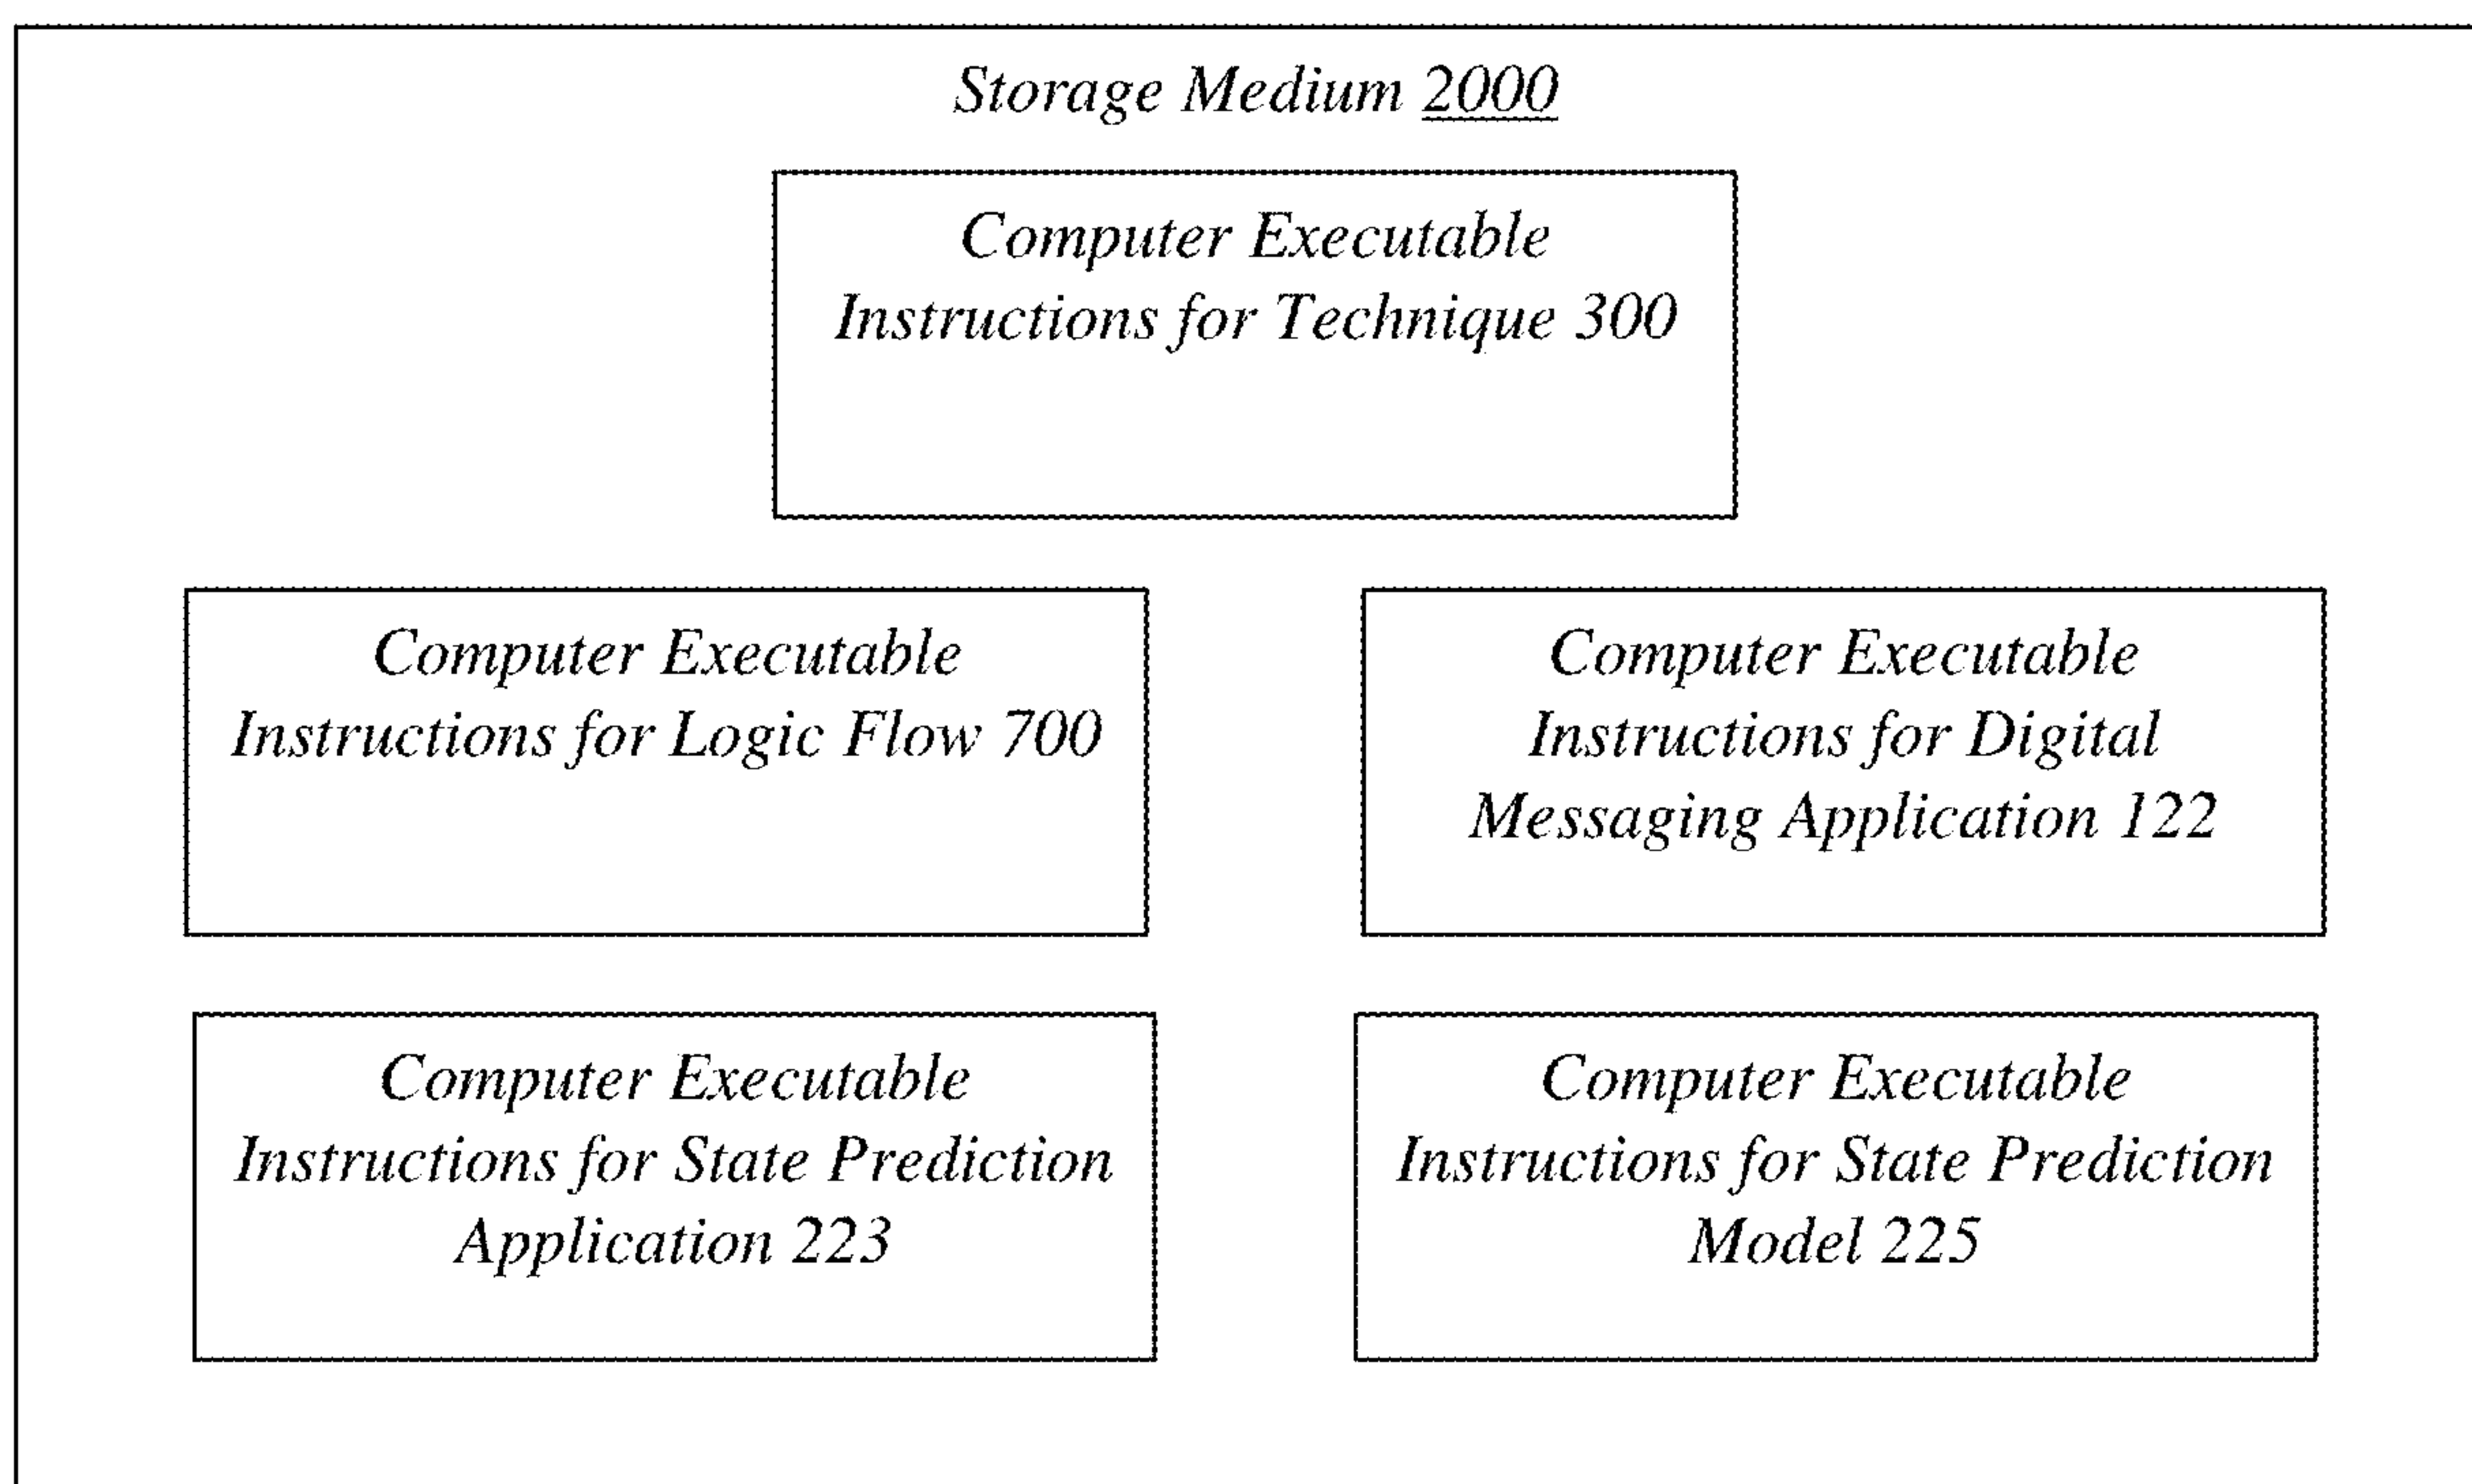 Storage Medium 2000
Computer Executable
Instructions for Technique 300
Computer Executable
Instructions for Logic Flow 700
Computer Executable
Instructions for Digital
Messaging Application 122
Computer Executable
Instructions for State Prediction
Application 223
Computer Executable
Instructions for State Prediction
Model 225